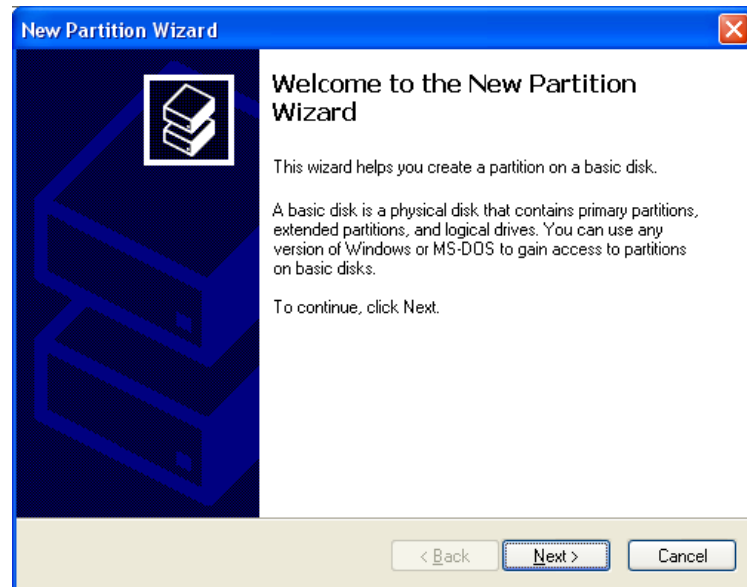 New Partition Wizard
Welcome to the New Partition
Wizard
This wizard helps you create a partition on a basic disk.
A basic disk is a physical disk that contains primary partitions,
extended partitions, and logical drives. You can use any
version of Windows or MS-DOS to gain access to partitions
on basic disks.
To continue, click Next.
< Back
Next >
Cancel